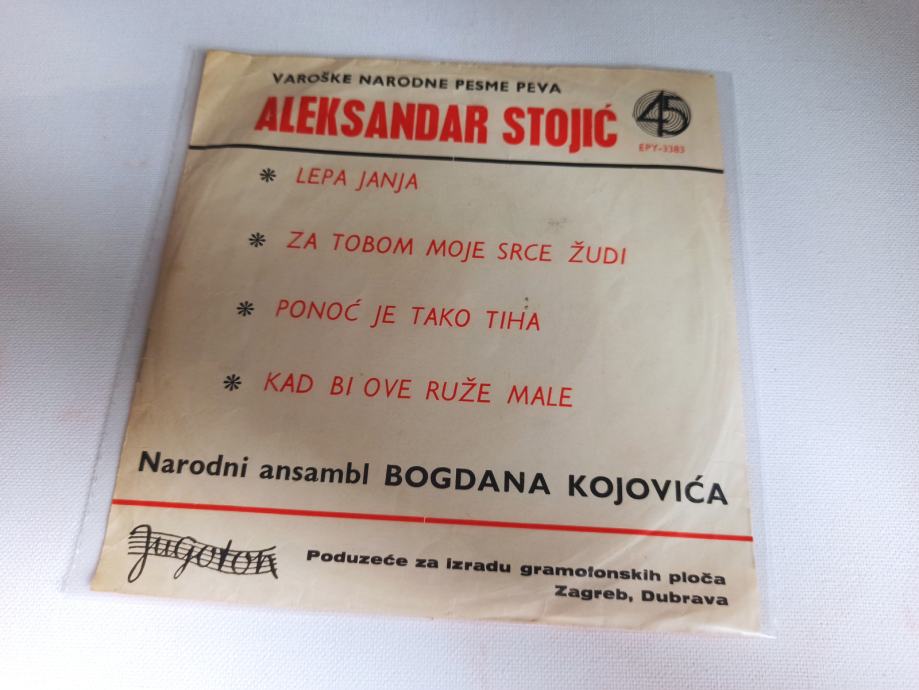 VAROŠKE NARODNE PESME PEVA
ALEKSANDAR STOJIĆ
45
EPY-3383
* LEPA JANJA
* ZA TOBOM MOJE SRCE ŽUDI
* PONOĆ JE TAKO TIHA
* KAD BI OVE RUŽE MALE
Narodni ansambl BOGDANA KOJOVIĆA
Jugoton
Poduzeće za izradu gramofonskih ploča
Zagreb, Dubrava